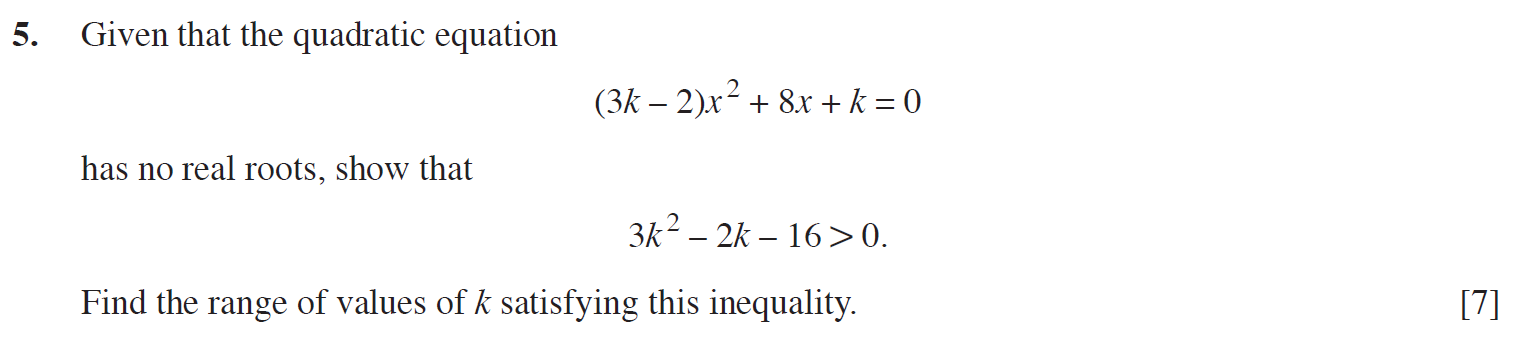 5. Given that the quadratic equation
(3k – 2)x² + 8x + k = 0
has no real roots, show that
3k² – 2k – 16 > 0.
Find the range of values of k satisfying this inequality. [7]